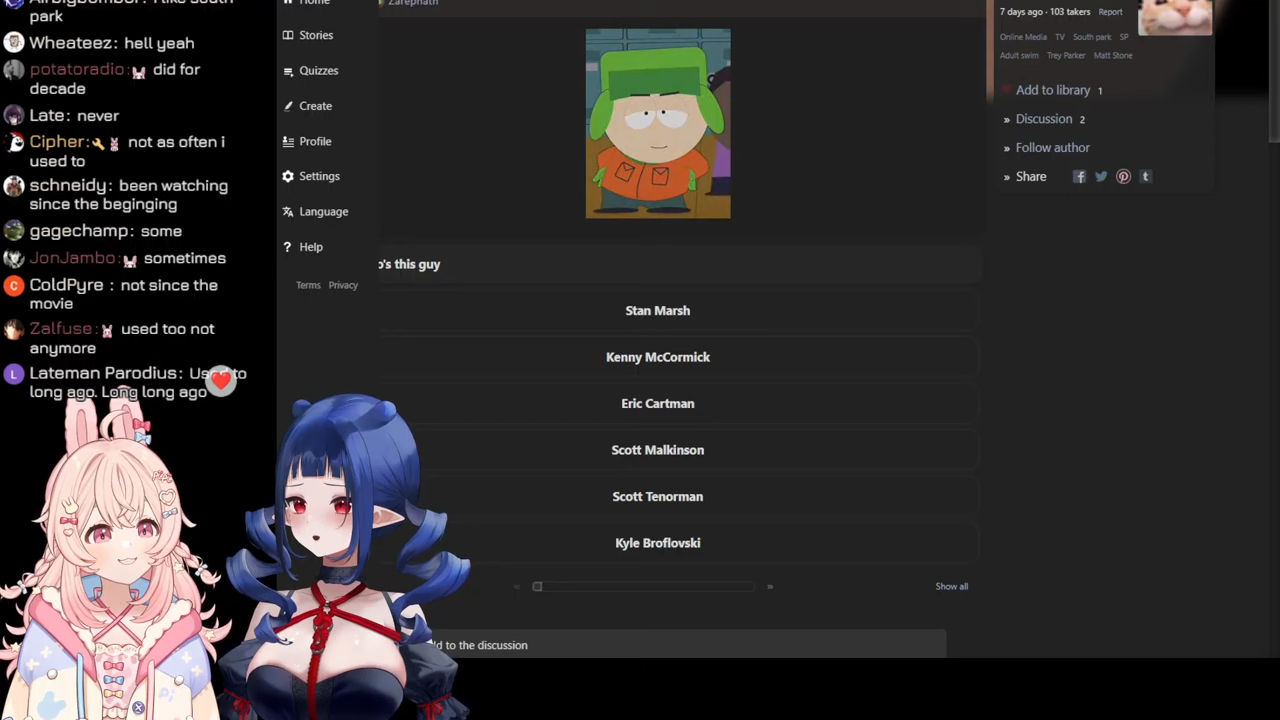 park
Wheateez: hell yeah
potatoradio: did for
decade
Late: never
Cipher: not as often i
used to
schneidy: been watching
since the beginging
gagechamp: some
JonJambo: sometimes
ColdPyre : not since the
movie
Zalfuse: used too not
anymore
Lateman Parodius: Used to
long ago. Long long ago
Home
Stories
Quizzes
Create
Profile
Settings
Language
Help
Terms Privacy
Zarephath
o's this guy
Stan Marsh
Kenny McCormick
Eric Cartman
Scott Malkinson
Scott Tenorman
Kyle Broflovski
« » Show all
d to the discussion
7 days ago · 103 takers Report
Online Media TV South park SP
Adult swim Trey Parker Matt Stone
Add to library 1
» Discussion 2
» Follow author
» Share